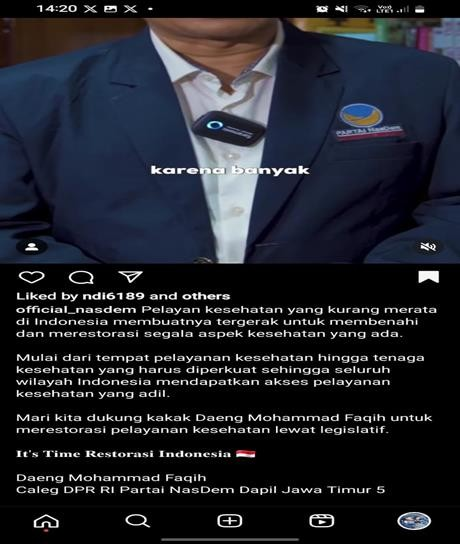 14:20
PARTAI NasDem
karena banyak
Liked by ndi6189 and others
official_nasdem Pelayan kesehatan yang kurang merata
di Indonesia membuatnya tergerak untuk membenahi
dan merestorasi segala aspek kesehatan yang ada.
Mulai dari tempat pelayanan kesehatan hingga tenaga
kesehatan yang harus diperkuat sehingga seluruh
wilayah Indonesia mendapatkan akses pelayanan
kesehatan yang adil.
Mari kita dukung kakak Daeng Mohammad Faqih untuk
merestorasi pelayanan kesehatan lewat legislatif.
It's Time Restorasi Indonesia 🇮🇩
Daeng Mohammad Faqih
Caleg DPR RI Partai NasDem Dapil Jawa Timur 5